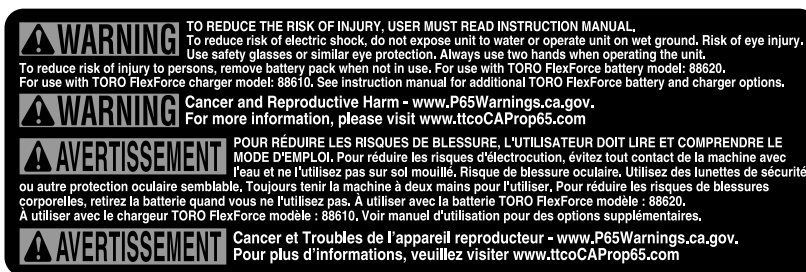 WARNING TO REDUCE THE RISK OF INJURY, USER MUST READ INSTRUCTION MANUAL.
To reduce risk of electric shock, do not expose unit to water or operate unit on wet ground. Risk of eye injury.
Use safety glasses or similar eye protection. Always use two hands when operating the unit.
To reduce risk of injury to persons, remove battery pack when not in use. For use with TORO FlexForce battery model: 88620.
For use with TORO FlexForce charger model: 88610. See instruction manual for additional TORO FlexForce battery and charger options.
WARNING Cancer and Reproductive Harm - www.P65Warnings.ca.gov.
For more information, please visit www.ttcoCAProp65.com
AVERTISSEMENT POUR RÉDUIRE LES RISQUES DE BLESSURE, L'UTILISATEUR DOIT LIRE ET COMPRENDRE LE
MODE D'EMPLOI. Pour réduire les risques d'électrocution, évitez tout contact de la machine avec
l'eau et ne l'utilisez pas sur sol mouillé. Risque de blessure oculaire. Utilisez des lunettes de sécurité
ou autre protection oculaire semblable. Toujours tenir la machine à deux mains pour l'utiliser. Pour réduire les risques de blessures
corporelles, retirez la batterie quand vous ne l'utilisez pas. À utiliser avec la batterie TORO FlexForce modèle : 88620.
À utiliser avec le chargeur TORO FlexForce modèle : 88610. Voir manuel d'utilisation pour des options supplémentaires.
AVERTISSEMENT Cancer et Troubles de l'appareil reproducteur - www.P65Warnings.ca.gov.
Pour plus d'informations, veuillez visiter www.ttcoCAProp65.com